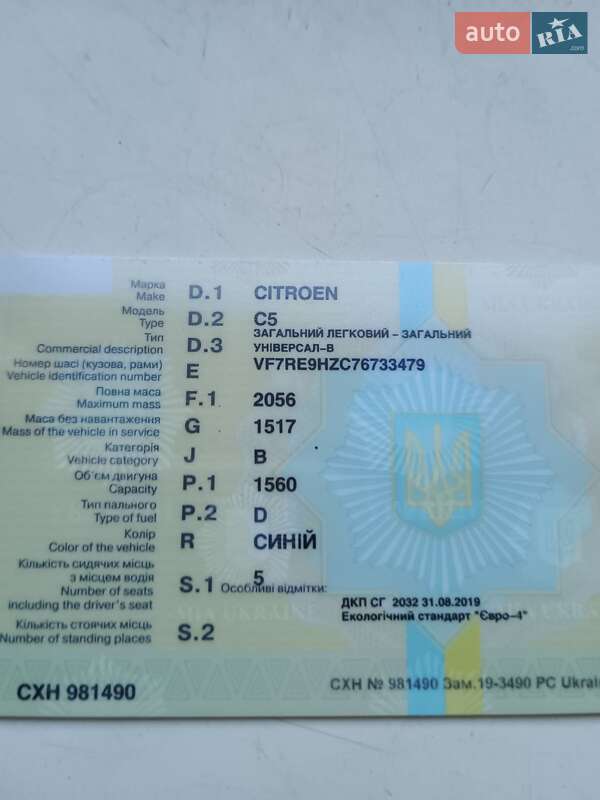 auto RIA .com
Марка
Make D.1 CITROEN
Модель
Type D.2 C5
Тип
Commercial description D.3 ЗАГАЛЬНИЙ ЛЕГКОВИЙ – ЗАГАЛЬНИЙ
УНІВЕРСАЛ–В
Номер шасі (кузова, рами)
Vehicle identification number E VF7RE9HZC76733479
Повна маса
Maximum mass F.1 2056
Маса без навантаження
Mass of the vehicle in service G 1517
Категорія
Vehicle category J B
Об'єм двигуна
Capacity P.1 1560
Тип пального
Type of fuel P.2 D
Колір
Color of the vehicle R СИНІЙ
Кількість сидячих місць
з місцем водія
Number of seats
including the driver's seat S.1 5
Особливі відмітки:
ДКП СГ 2032 31.08.2019
Екологічний стандарт "Євро–4"
Кількість стоячих місць
Number of standing places S.2
СХН 981490
СХН № 981490 Зам.19-3490 РС Ukrai